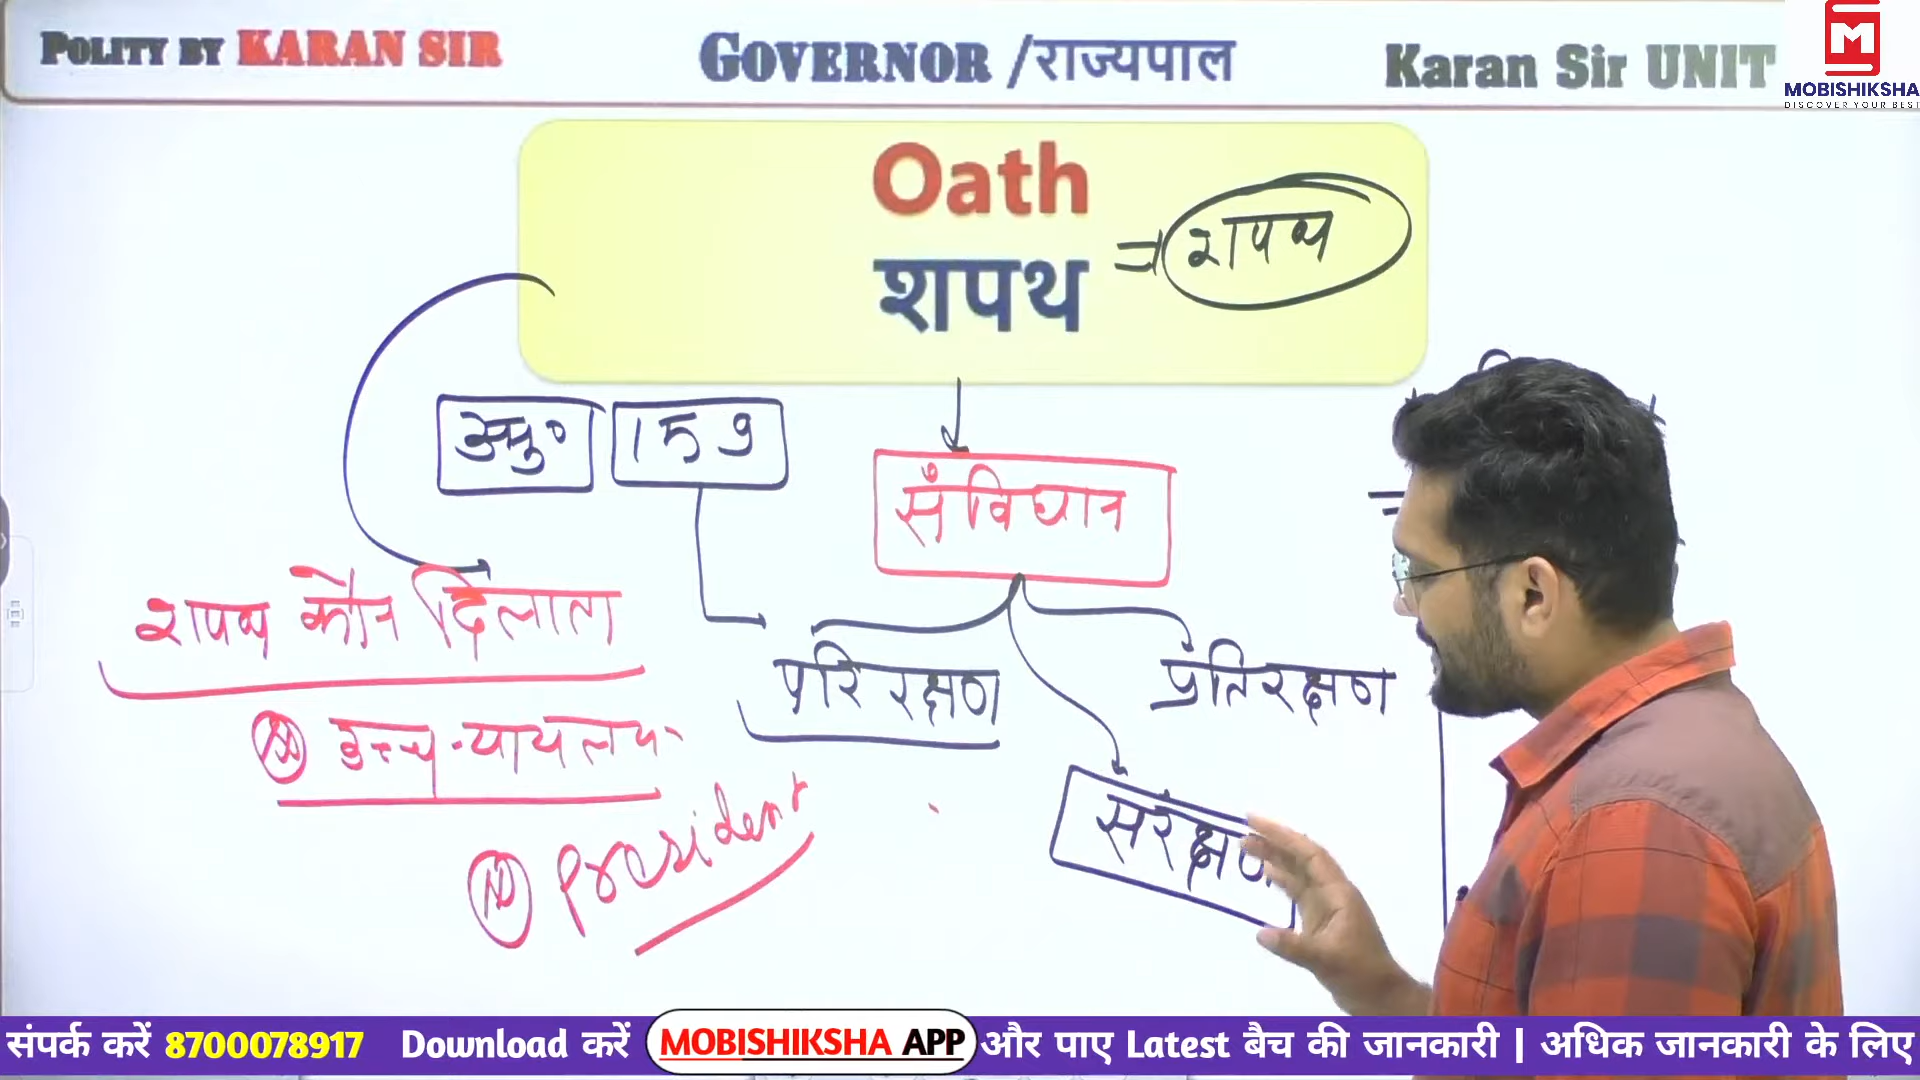 POLITY BY KARAN SIR
GOVERNOR /राज्यपाल
Karan Sir UNIT
M
MOBISHIKSHA
DISCOVER YOUR BEST
Oath
शपथ
= शपथ
अनु० 159
संविधान
शपथ कौन दिलाता
परिरक्षण
प्रतिरक्षण
उच्च न्यायलय
संरक्षण
President
संपर्क करें 8700078917 Download करें MOBISHIKSHA APP और पाए Latest बैच की जानकारी | अधिक जानकारी के लिए